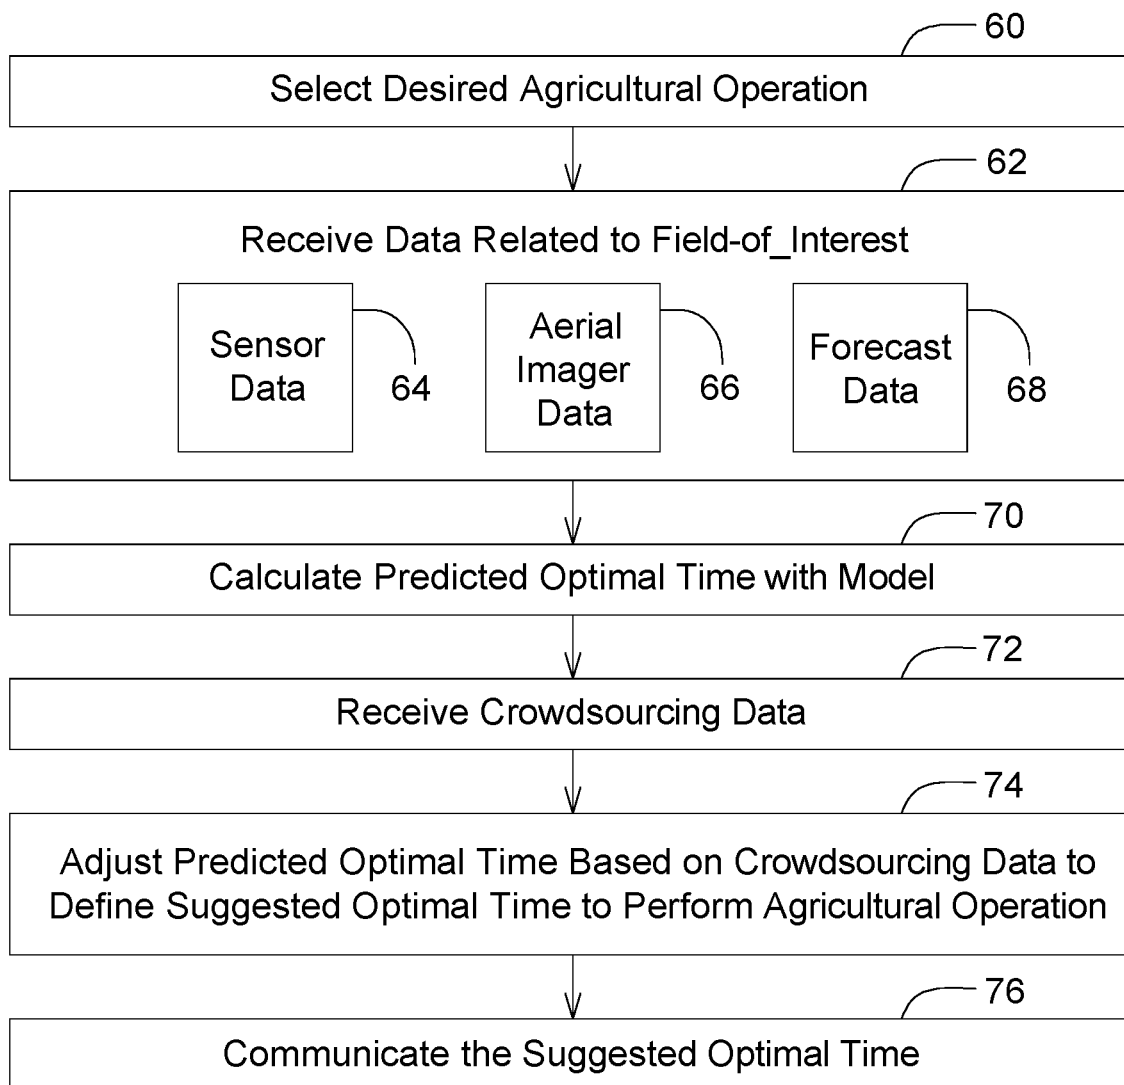 60
Select Desired Agricultural Operation
62
Receive Data Related to Field-of_Interest
Sensor
Data
64
Aerial
Imager
Data
66
Forecast
Data
68
70
Calculate Predicted Optimal Time with Model
72
Receive Crowdsourcing Data
74
Adjust Predicted Optimal Time Based on Crowdsourcing Data to
Define Suggested Optimal Time to Perform Agricultural Operation
76
Communicate the Suggested Optimal Time